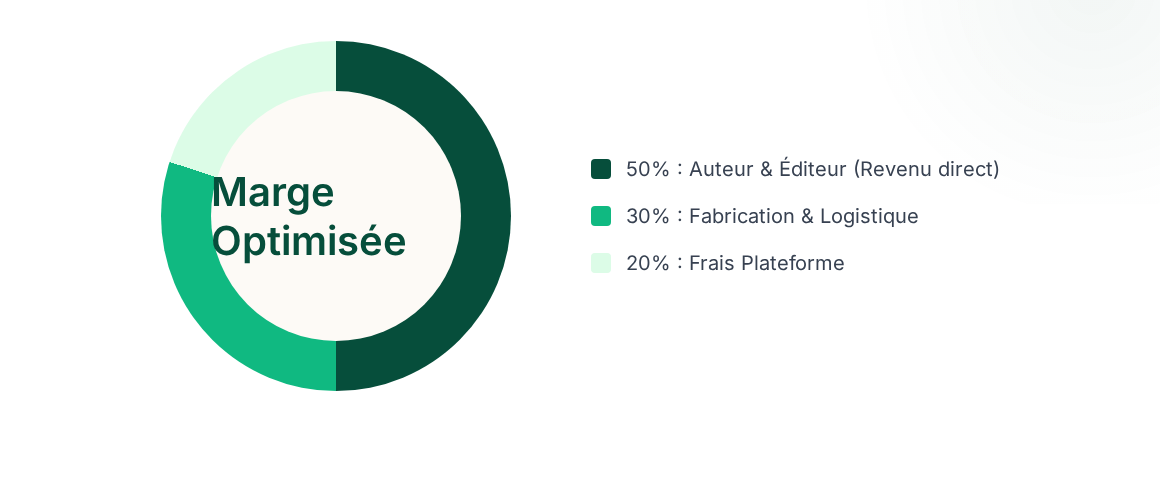 Marge
Optimisée
50% : Auteur & Éditeur (Revenu direct)
30% : Fabrication & Logistique
20% : Frais Plateforme